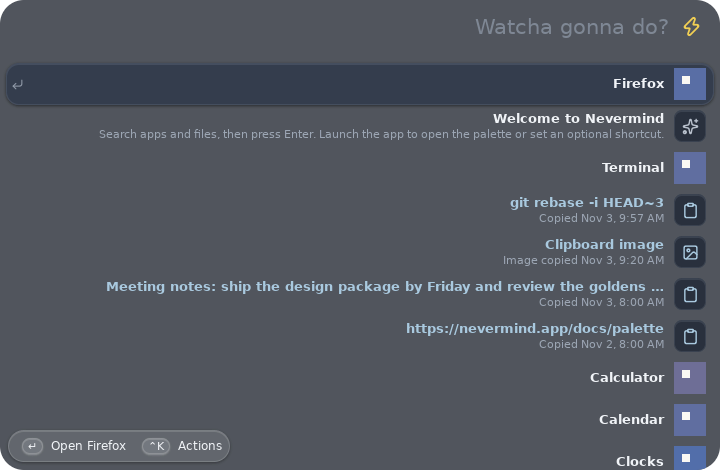 Watcha gonna do?
Firefox
Welcome to Nevermind
Search apps and files, then press Enter. Launch the app to open the palette or set an optional shortcut.
Terminal
git rebase -i HEAD~3
Copied Nov 3, 9:57 AM
Clipboard image
Image copied Nov 3, 9:20 AM
Meeting notes: ship the design package by Friday and review the goldens …
Copied Nov 3, 8:00 AM
https://nevermind.app/docs/palette
Copied Nov 2, 8:00 AM
Calculator
Calendar
Clocks
↵ Open Firefox ^K Actions